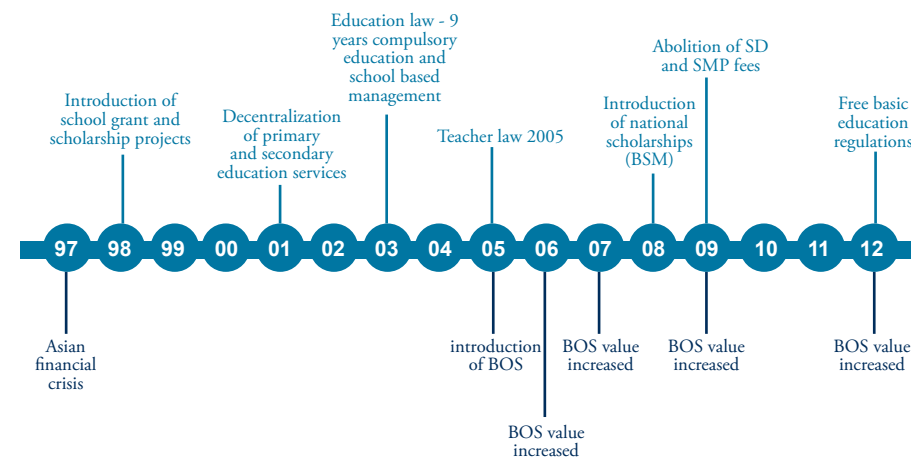 Education law - 9
years compulsory
education and
school based
management
Abolition of SD
and SMP fees
Introduction of
school grant and
scholarship projects
Decentralization
of primary
and secondary
education services
Teacher law 2005
Introduction
of national
scholarships
(BSM)
Free basic
education
regulations
97 98 99 00 01 02 03 04 05 06 07 08 09 10 11 12
Asian
financial
crisis
introduction
of BOS
BOS value
increased
BOS value
increased
BOS value
increased
BOS value
increased